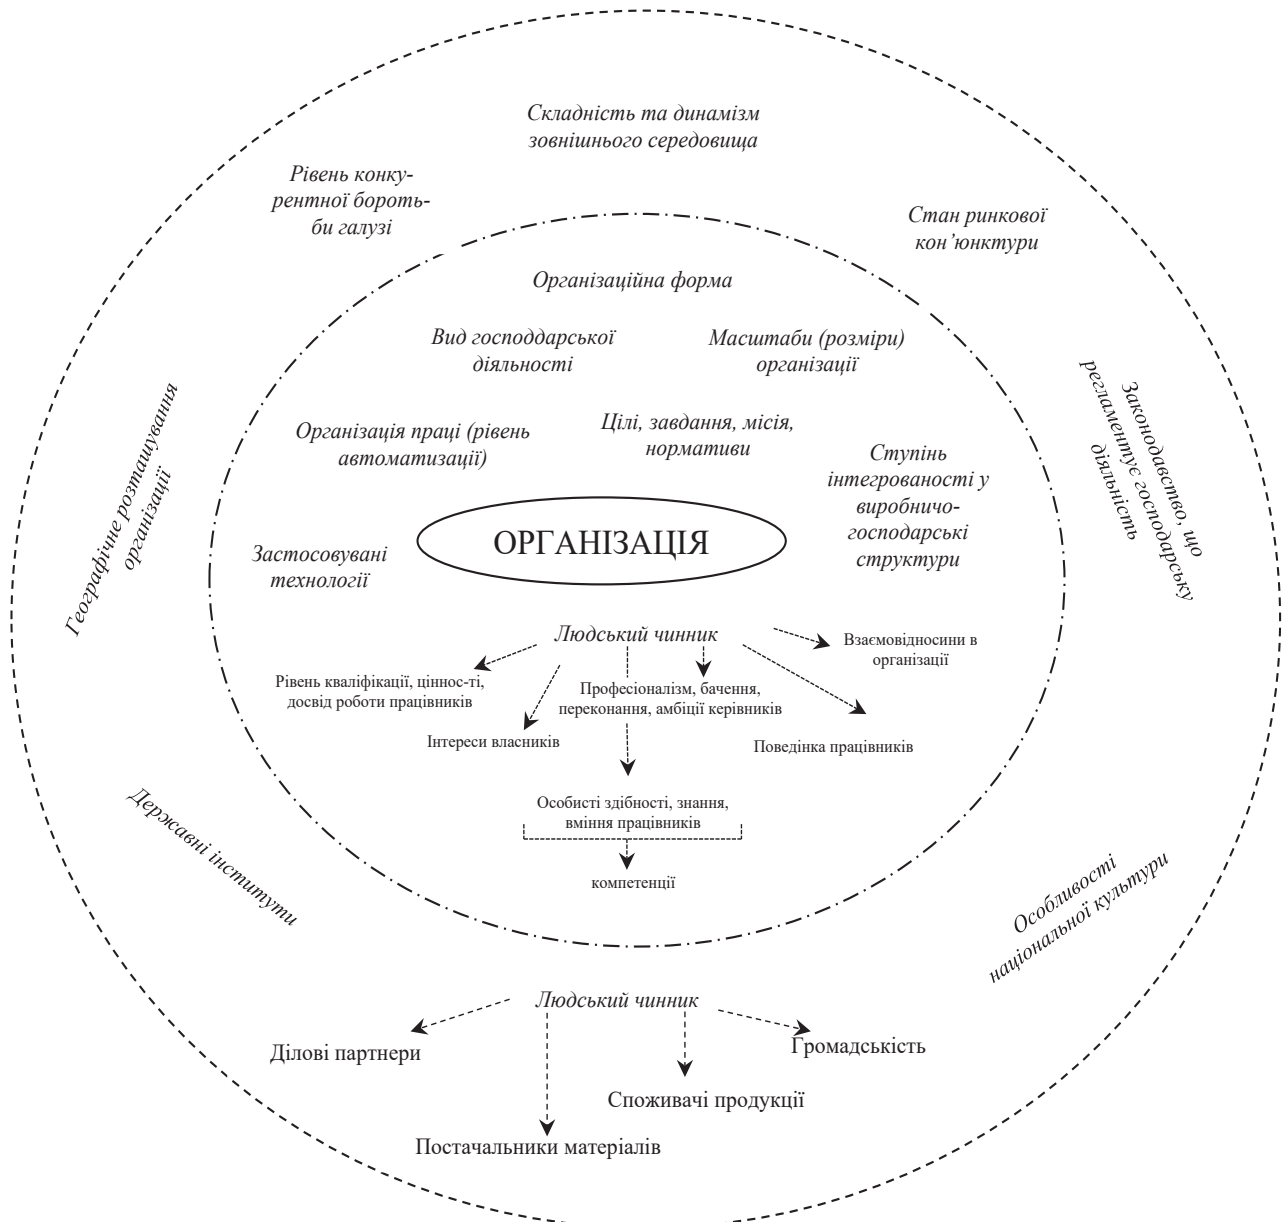 Складність та динамізм
зовнішнього середовища
Рівень конку-
рентної бороть-
би галузі
Стан ринкової
кон’юнктури
Організаційна форма
Вид господдарської
діяльності
Масштаби (розміри)
організації
Географічне розташування
організації
Законодавство, що
регламентує господарську
діяльність
Організація праці (рівень
автоматизації)
Цілі, завдання, місія,
нормативи
Ступінь
інтегрованості у
виробничо-
господарські
структури
ОРГАНІЗАЦІЯ
Застосовувані
технології
Людський чинник
Взаємовідносини в
організації
Рівень кваліфікації, ціннос-ті,
досвід роботи працівників
Професіоналізм, бачення,
переконання, амбіції керівників
Інтереси власників
Поведінка працівників
Особисті здібності, знання,
вміння працівників
компетенції
Державні інститути
Особливості
національної культури
Людський чинник
Ділові партнери
Громадськість
Споживачі продукції
Постачальники матеріалів